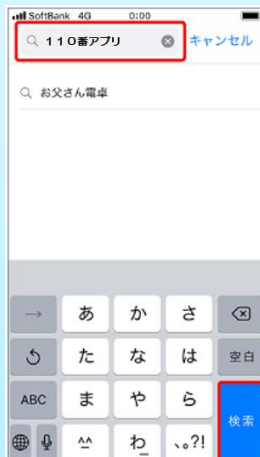 SoftBank 4G 0:00
110番アプリ キャンセル
お父さん電卓
→ あ か さ
た な は 空白
ABC ま や ら 検索
^^ わ_ 、。?!